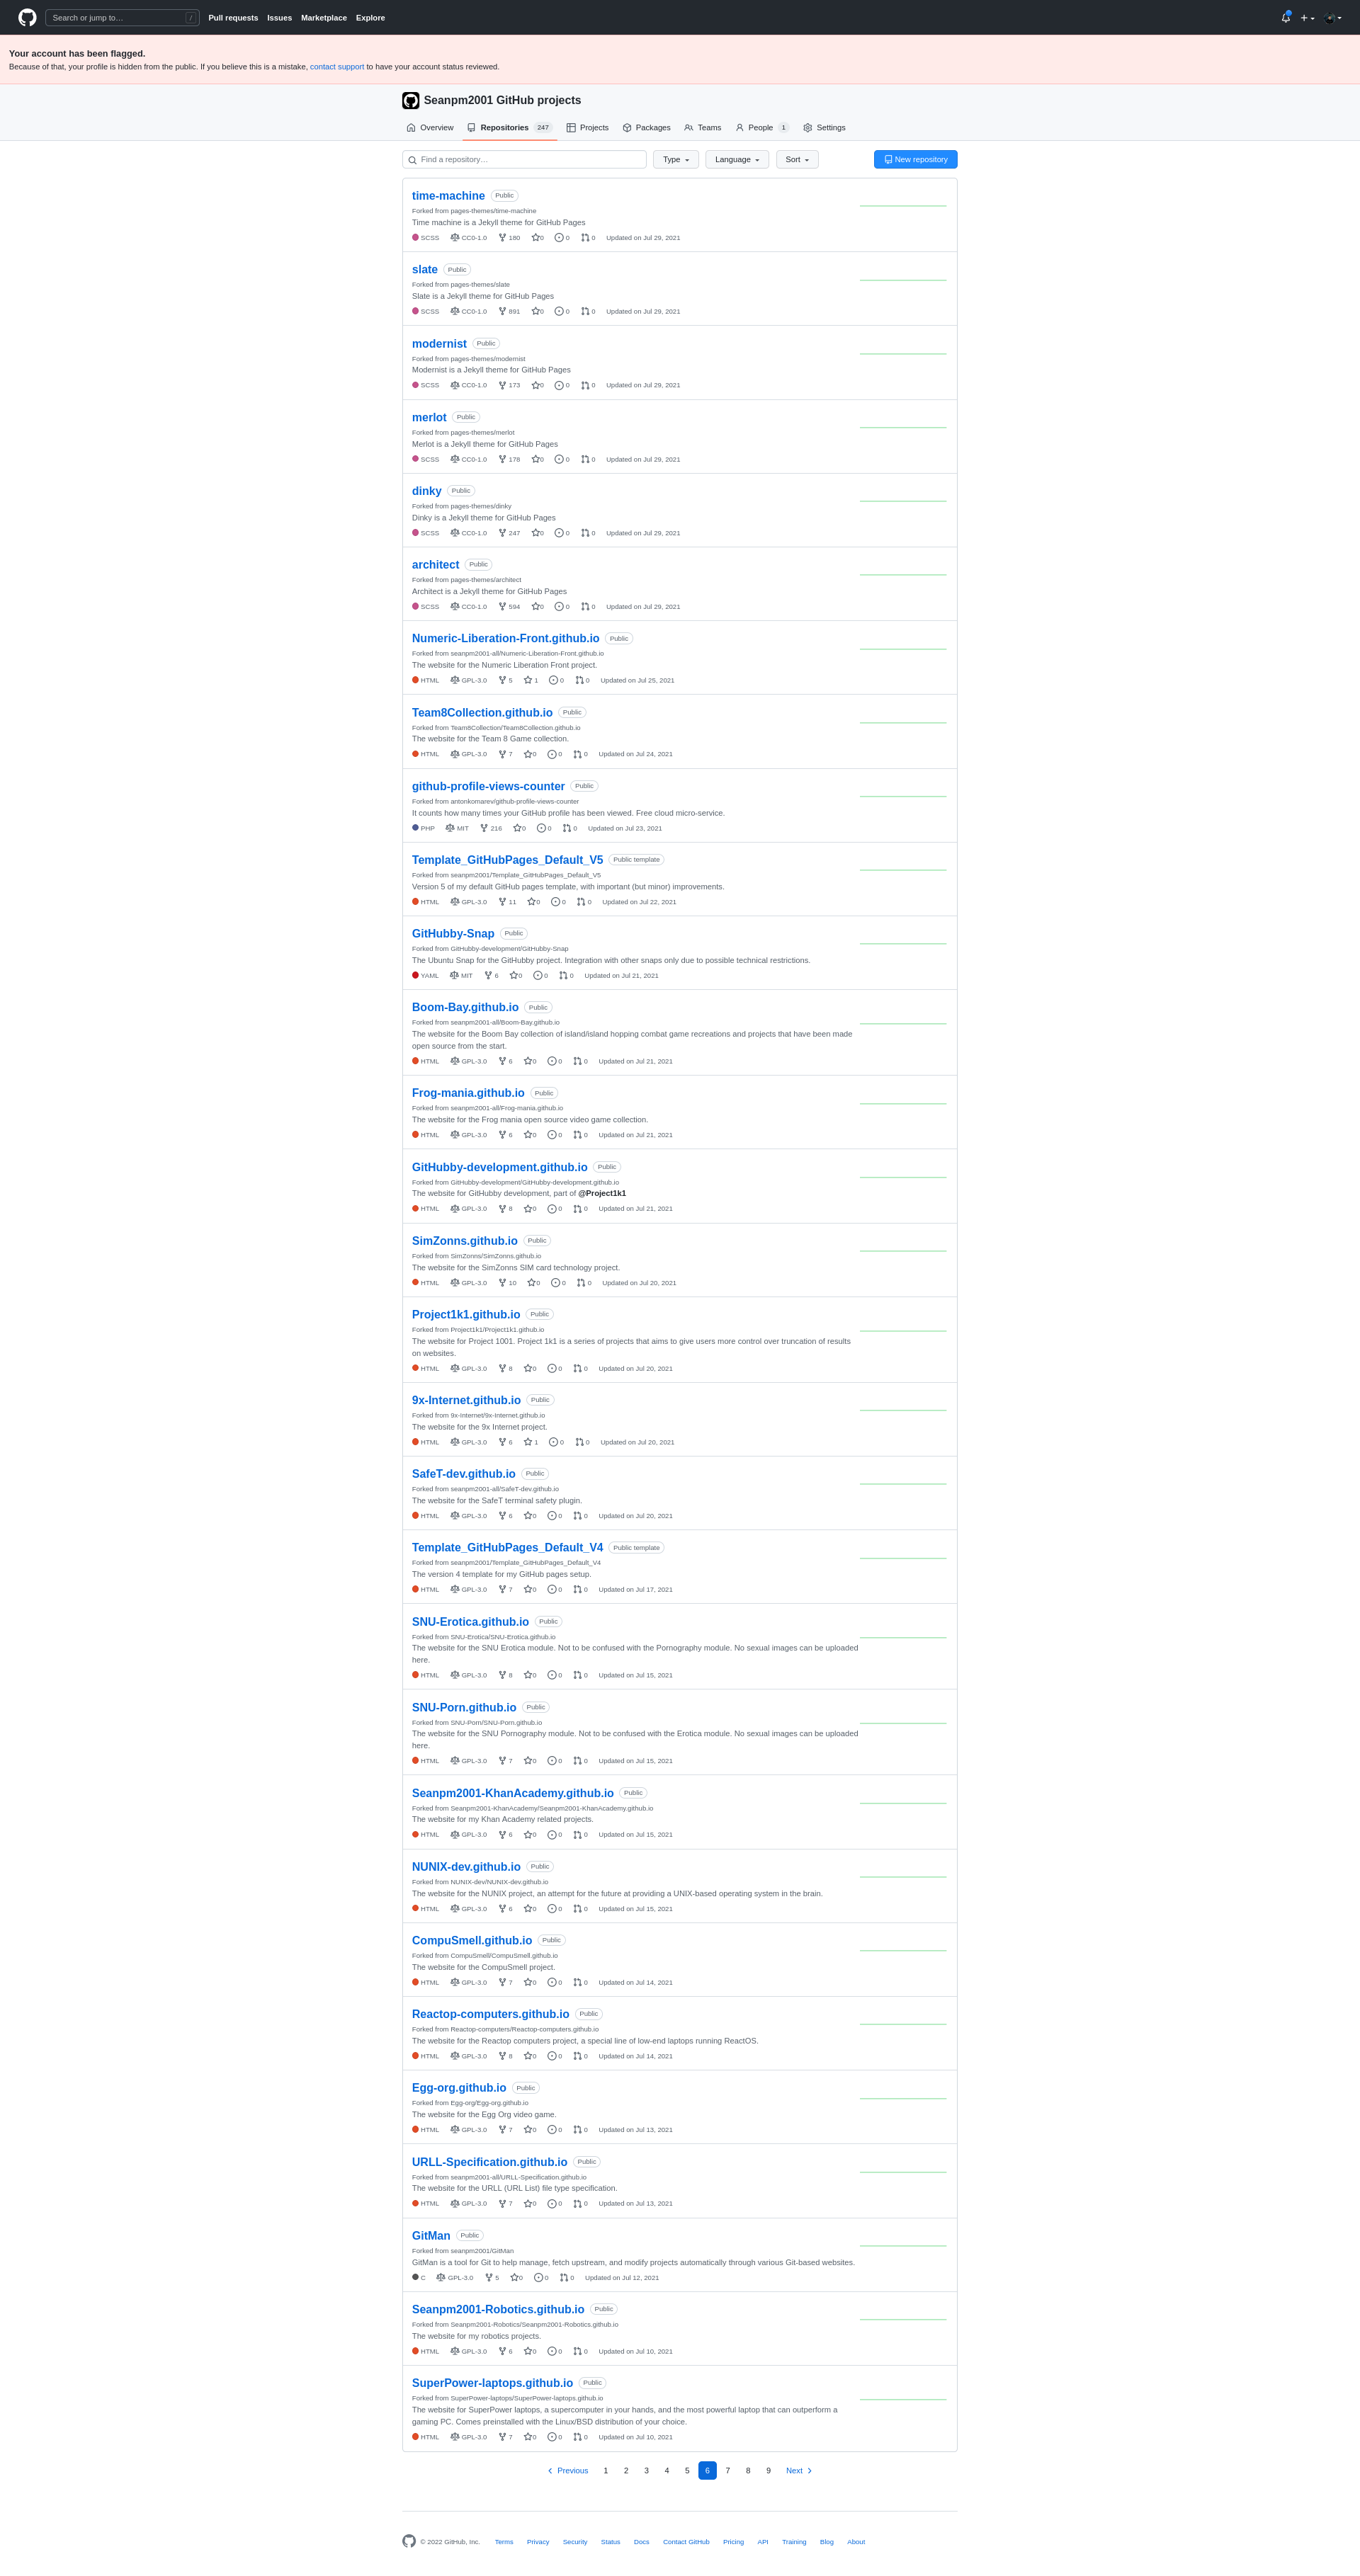 Search or jump to…
/
Pull requests Issues Marketplace Explore
Your account has been flagged.
Because of that, your profile is hidden from the public. If you believe this is a mistake, contact support to have your account status reviewed.
Seanpm2001 GitHub projects
Overview Repositories 247 Projects Packages Teams People 1 Settings
Find a repository… Type Language Sort New repository
time-machine Public
Forked from pages-themes/time-machine
Time machine is a Jekyll theme for GitHub Pages
SCSS CC0-1.0 180 0 0 0 Updated on Jul 29, 2021
slate Public
Forked from pages-themes/slate
Slate is a Jekyll theme for GitHub Pages
SCSS CC0-1.0 891 0 0 0 Updated on Jul 29, 2021
modernist Public
Forked from pages-themes/modernist
Modernist is a Jekyll theme for GitHub Pages
SCSS CC0-1.0 173 0 0 0 Updated on Jul 29, 2021
merlot Public
Forked from pages-themes/merlot
Merlot is a Jekyll theme for GitHub Pages
SCSS CC0-1.0 178 0 0 0 Updated on Jul 29, 2021
dinky Public
Forked from pages-themes/dinky
Dinky is a Jekyll theme for GitHub Pages
SCSS CC0-1.0 247 0 0 0 Updated on Jul 29, 2021
architect Public
Forked from pages-themes/architect
Architect is a Jekyll theme for GitHub Pages
SCSS CC0-1.0 594 0 0 0 Updated on Jul 29, 2021
Numeric-Liberation-Front.github.io Public
Forked from seanpm2001-all/Numeric-Liberation-Front.github.io
The website for the Numeric Liberation Front project.
HTML GPL-3.0 5 1 0 0 Updated on Jul 25, 2021
Team8Collection.github.io Public
Forked from Team8Collection/Team8Collection.github.io
The website for the Team 8 Game collection.
HTML GPL-3.0 7 0 0 0 Updated on Jul 24, 2021
github-profile-views-counter Public
Forked from antonkomarev/github-profile-views-counter
It counts how many times your GitHub profile has been viewed. Free cloud micro-service.
PHP MIT 216 0 0 0 Updated on Jul 23, 2021
Template_GitHubPages_Default_V5 Public template
Forked from seanpm2001/Template_GitHubPages_Default_V5
Version 5 of my default GitHub pages template, with important (but minor) improvements.
HTML GPL-3.0 11 0 0 0 Updated on Jul 22, 2021
GitHubby-Snap Public
Forked from GitHubby-development/GitHubby-Snap
The Ubuntu Snap for the GitHubby project. Integration with other snaps only due to possible technical restrictions.
YAML MIT 6 0 0 0 Updated on Jul 21, 2021
Boom-Bay.github.io Public
Forked from seanpm2001-all/Boom-Bay.github.io
The website for the Boom Bay collection of island/island hopping combat game recreations and projects that have been made
open source from the start.
HTML GPL-3.0 6 0 0 0 Updated on Jul 21, 2021
Frog-mania.github.io Public
Forked from seanpm2001-all/Frog-mania.github.io
The website for the Frog mania open source video game collection.
HTML GPL-3.0 6 0 0 0 Updated on Jul 21, 2021
GitHubby-development.github.io Public
Forked from GitHubby-development/GitHubby-development.github.io
The website for GitHubby development, part of @Project1k1
HTML GPL-3.0 8 0 0 0 Updated on Jul 21, 2021
SimZonns.github.io Public
Forked from SimZonns/SimZonns.github.io
The website for the SimZonns SIM card technology project.
HTML GPL-3.0 10 0 0 0 Updated on Jul 20, 2021
Project1k1.github.io Public
Forked from Project1k1/Project1k1.github.io
The website for Project 1001. Project 1k1 is a series of projects that aims to give users more control over truncation of results
on websites.
HTML GPL-3.0 8 0 0 0 Updated on Jul 20, 2021
9x-Internet.github.io Public
Forked from 9x-Internet/9x-Internet.github.io
The website for the 9x Internet project.
HTML GPL-3.0 6 1 0 0 Updated on Jul 20, 2021
SafeT-dev.github.io Public
Forked from seanpm2001-all/SafeT-dev.github.io
The website for the SafeT terminal safety plugin.
HTML GPL-3.0 6 0 0 0 Updated on Jul 20, 2021
Template_GitHubPages_Default_V4 Public template
Forked from seanpm2001/Template_GitHubPages_Default_V4
The version 4 template for my GitHub pages setup.
HTML GPL-3.0 7 0 0 0 Updated on Jul 17, 2021
SNU-Erotica.github.io Public
Forked from SNU-Erotica/SNU-Erotica.github.io
The website for the SNU Erotica module. Not to be confused with the Pornography module. No sexual images can be uploaded
here.
HTML GPL-3.0 8 0 0 0 Updated on Jul 15, 2021
SNU-Porn.github.io Public
Forked from SNU-Porn/SNU-Porn.github.io
The website for the SNU Pornography module. Not to be confused with the Erotica module. No sexual images can be uploaded
here.
HTML GPL-3.0 7 0 0 0 Updated on Jul 15, 2021
Seanpm2001-KhanAcademy.github.io Public
Forked from Seanpm2001-KhanAcademy/Seanpm2001-KhanAcademy.github.io
The website for my Khan Academy related projects.
HTML GPL-3.0 6 0 0 0 Updated on Jul 15, 2021
NUNIX-dev.github.io Public
Forked from NUNIX-dev/NUNIX-dev.github.io
The website for the NUNIX project, an attempt for the future at providing a UNIX-based operating system in the brain.
HTML GPL-3.0 6 0 0 0 Updated on Jul 15, 2021
CompuSmell.github.io Public
Forked from CompuSmell/CompuSmell.github.io
The website for the CompuSmell project.
HTML GPL-3.0 7 0 0 0 Updated on Jul 14, 2021
Reactop-computers.github.io Public
Forked from Reactop-computers/Reactop-computers.github.io
The website for the Reactop computers project, a special line of low-end laptops running ReactOS.
HTML GPL-3.0 8 0 0 0 Updated on Jul 14, 2021
Egg-org.github.io Public
Forked from Egg-org/Egg-org.github.io
The website for the Egg Org video game.
HTML GPL-3.0 7 0 0 0 Updated on Jul 13, 2021
URLL-Specification.github.io Public
Forked from seanpm2001-all/URLL-Specification.github.io
The website for the URLL (URL List) file type specification.
HTML GPL-3.0 7 0 0 0 Updated on Jul 13, 2021
GitMan Public
Forked from seanpm2001/GitMan
GitMan is a tool for Git to help manage, fetch upstream, and modify projects automatically through various Git-based websites.
C GPL-3.0 5 0 0 0 Updated on Jul 12, 2021
Seanpm2001-Robotics.github.io Public
Forked from Seanpm2001-Robotics/Seanpm2001-Robotics.github.io
The website for my robotics projects.
HTML GPL-3.0 6 0 0 0 Updated on Jul 10, 2021
SuperPower-laptops.github.io Public
Forked from SuperPower-laptops/SuperPower-laptops.github.io
The website for SuperPower laptops, a supercomputer in your hands, and the most powerful laptop that can outperform a
gaming PC. Comes preinstalled with the Linux/BSD distribution of your choice.
HTML GPL-3.0 7 0 0 0 Updated on Jul 10, 2021
Previous 1 2 3 4 5 6 7 8 9 Next
© 2022 GitHub, Inc. Terms Privacy Security Status Docs Contact GitHub Pricing API Training Blog About